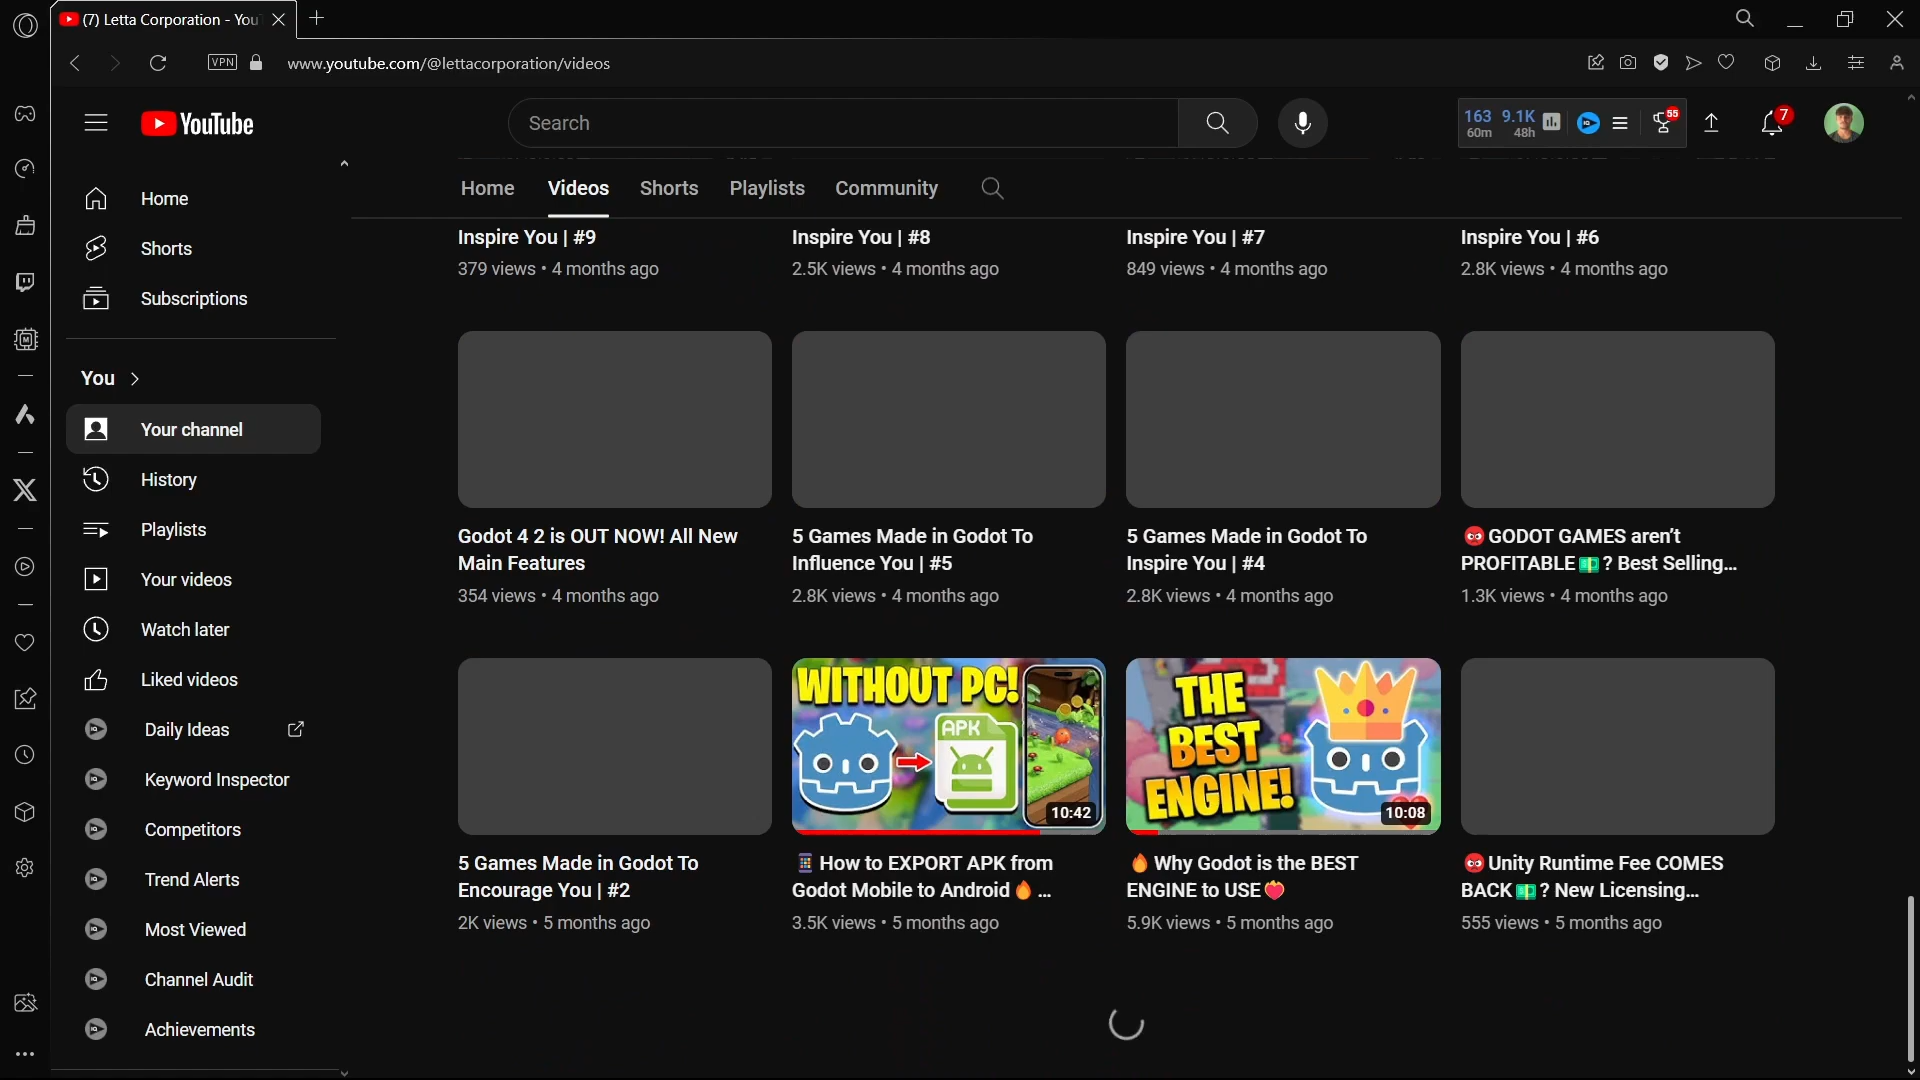 (7) Letta Corporation - You
VPN
www.youtube.com/@lettacorporation/videos
YouTube
Search
163 9.1K
60m 48h
55
7
Home
Shorts
Subscriptions
You
Your channel
History
Playlists
Your videos
Watch later
Liked videos
Daily Ideas
Keyword Inspector
Competitors
Trend Alerts
Most Viewed
Channel Audit
Achievements
Home Videos Shorts Playlists Community
Inspire You | #9
379 views • 4 months ago
Inspire You | #8
2.5K views • 4 months ago
Inspire You | #7
849 views • 4 months ago
Inspire You | #6
2.8K views • 4 months ago
Godot 4 2 is OUT NOW! All New
Main Features
354 views • 4 months ago
5 Games Made in Godot To
Influence You | #5
2.8K views • 4 months ago
5 Games Made in Godot To
Inspire You | #4
2.8K views • 4 months ago
👹GODOT GAMES aren't
PROFITABLE💵? Best Selling...
1.3K views • 4 months ago
5 Games Made in Godot To
Encourage You | #2
2K views • 5 months ago
WITHOUT PC!
APK
10:42
📱How to EXPORT APK from
Godot Mobile to Android🔥 ...
3.5K views • 5 months ago
THE
BEST
ENGINE!
10:08
🔥Why Godot is the BEST
ENGINE to USE❤️
5.9K views • 5 months ago
👹Unity Runtime Fee COMES
BACK💵? New Licensing...
555 views • 5 months ago